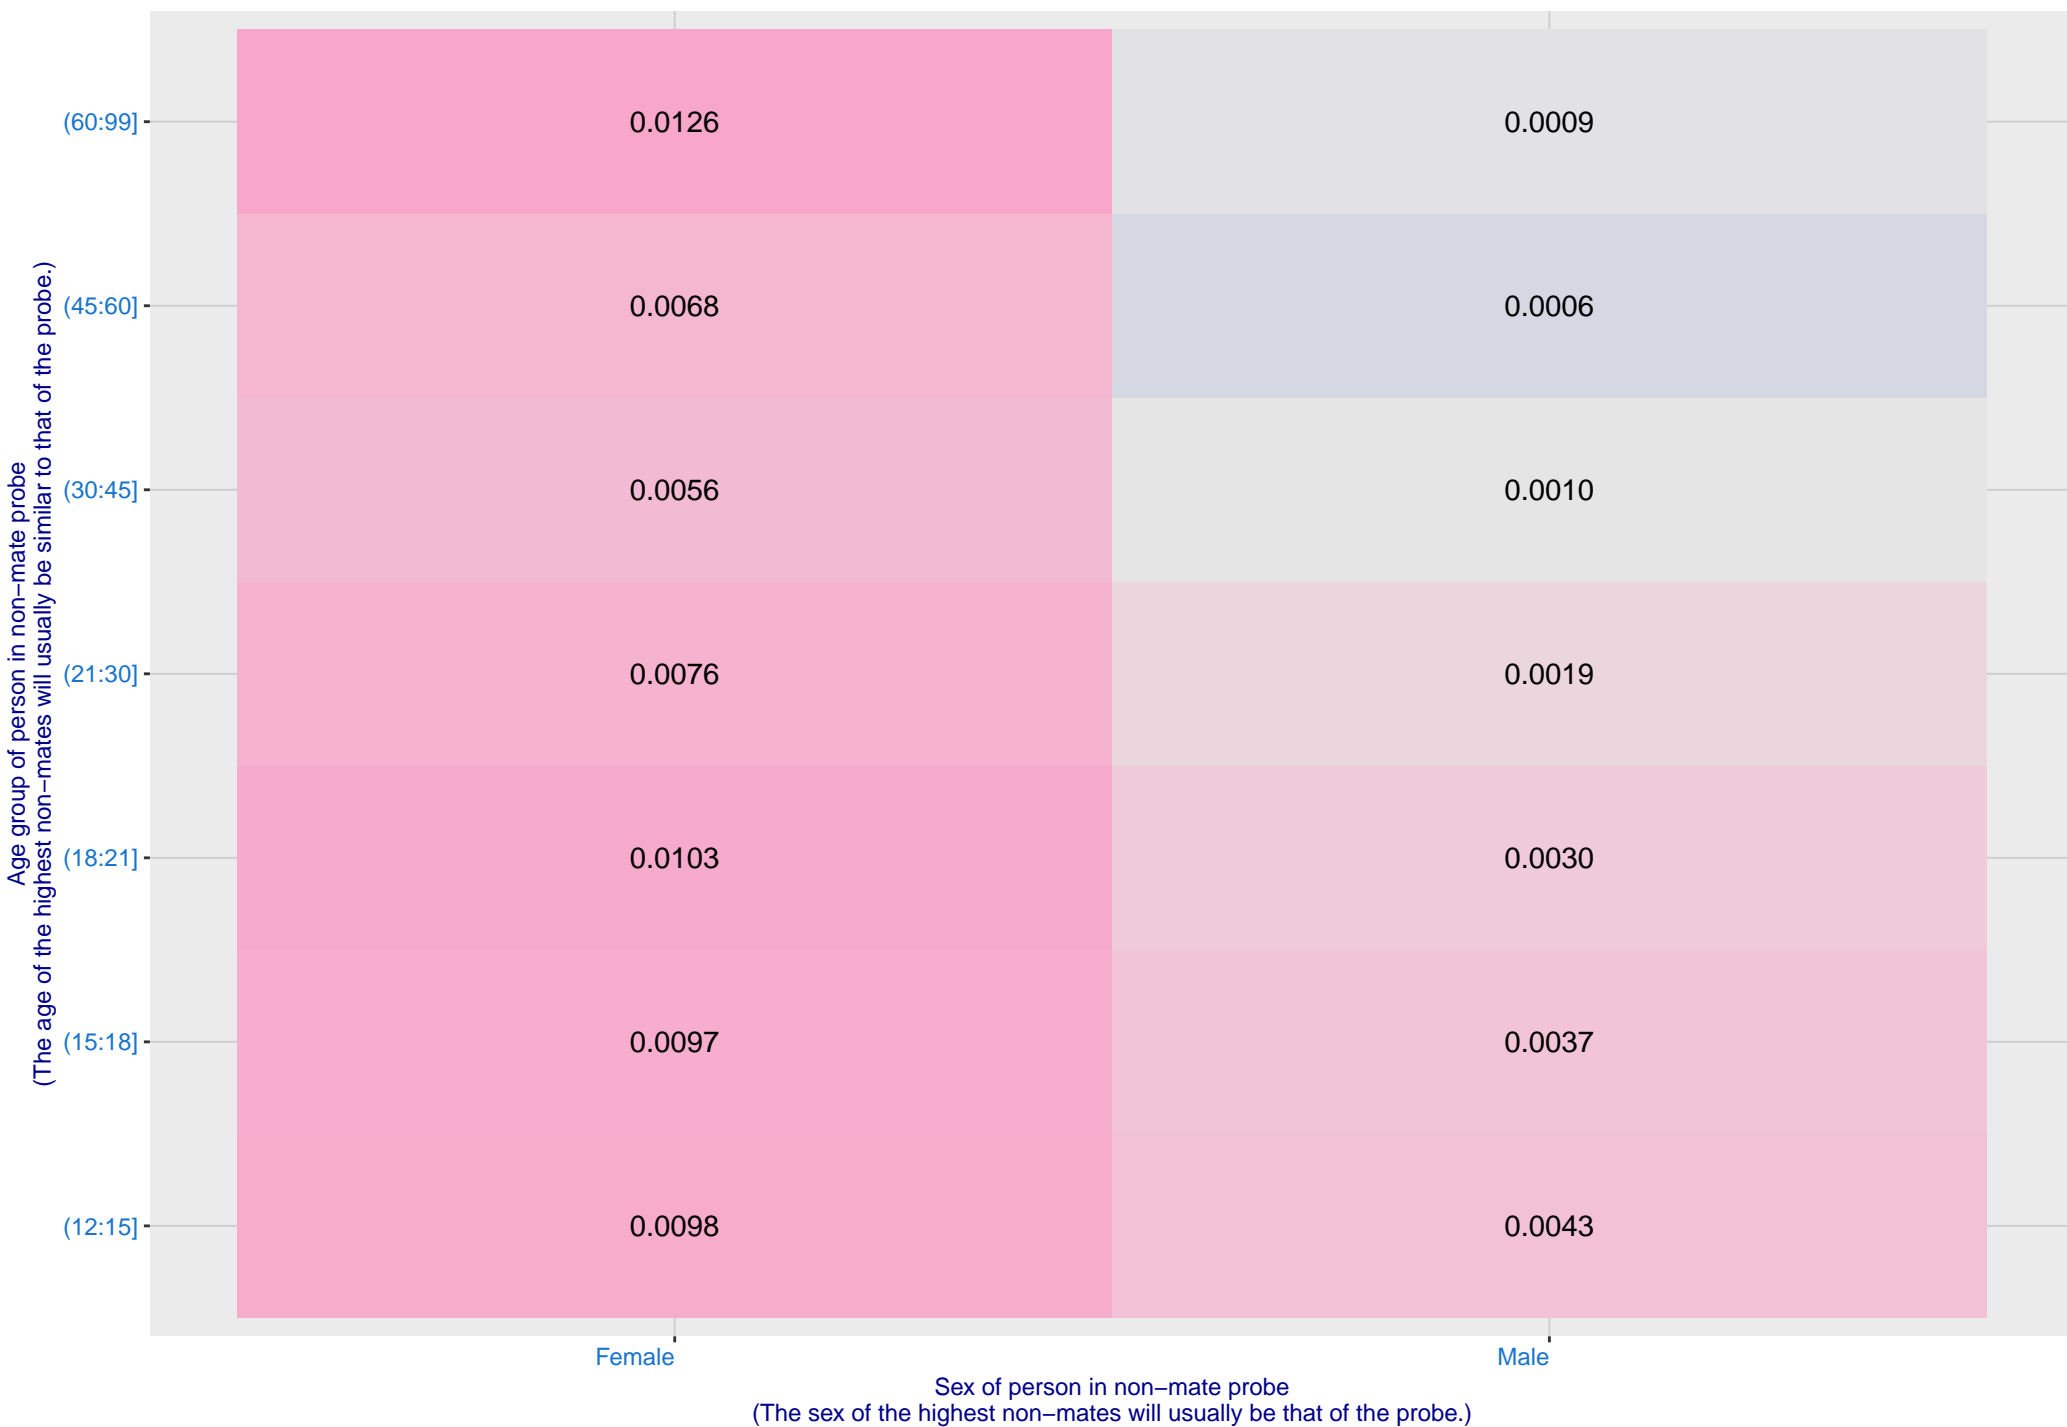 Age group of person in non−mate probe
(The age of the highest non−mates will usually be similar to that of the probe.)
(60:99] 0.0126 0.0009
(45:60] 0.0068 0.0006
(30:45] 0.0056 0.0010
(21:30] 0.0076 0.0019
(18:21] 0.0103 0.0030
(15:18] 0.0097 0.0037
(12:15] 0.0098 0.0043
Female Male
Sex of person in non−mate probe
(The sex of the highest non−mates will usually be that of the probe.)